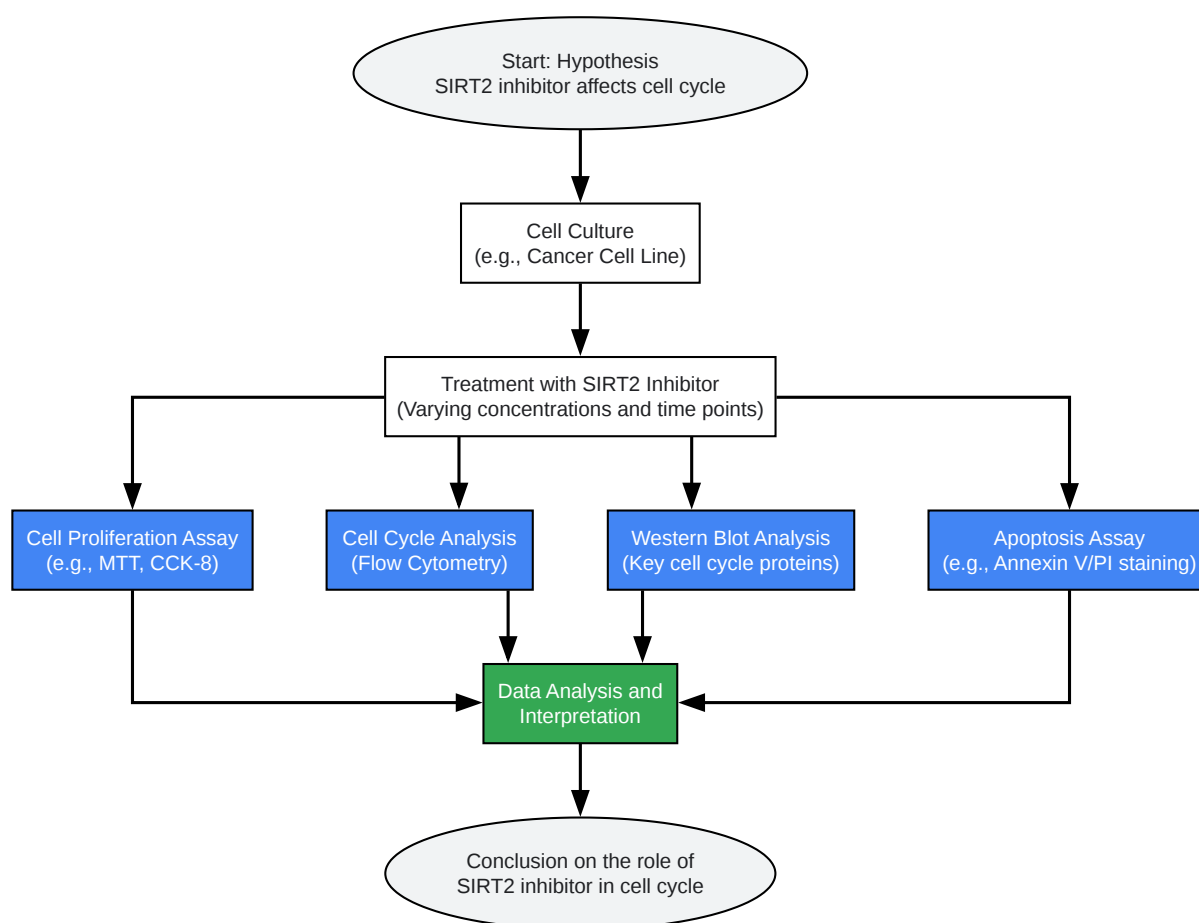 Start: Hypothesis
SIRT2 inhibitor affects cell cycle
Cell Culture
(e.g., Cancer Cell Line)
Treatment with SIRT2 Inhibitor
(Varying concentrations and time points)
Cell Proliferation Assay
(e.g., MTT, CCK-8)
Cell Cycle Analysis
(Flow Cytometry)
Western Blot Analysis
(Key cell cycle proteins)
Apoptosis Assay
(e.g., Annexin V/PI staining)
Data Analysis and
Interpretation
Conclusion on the role of
SIRT2 inhibitor in cell cycle